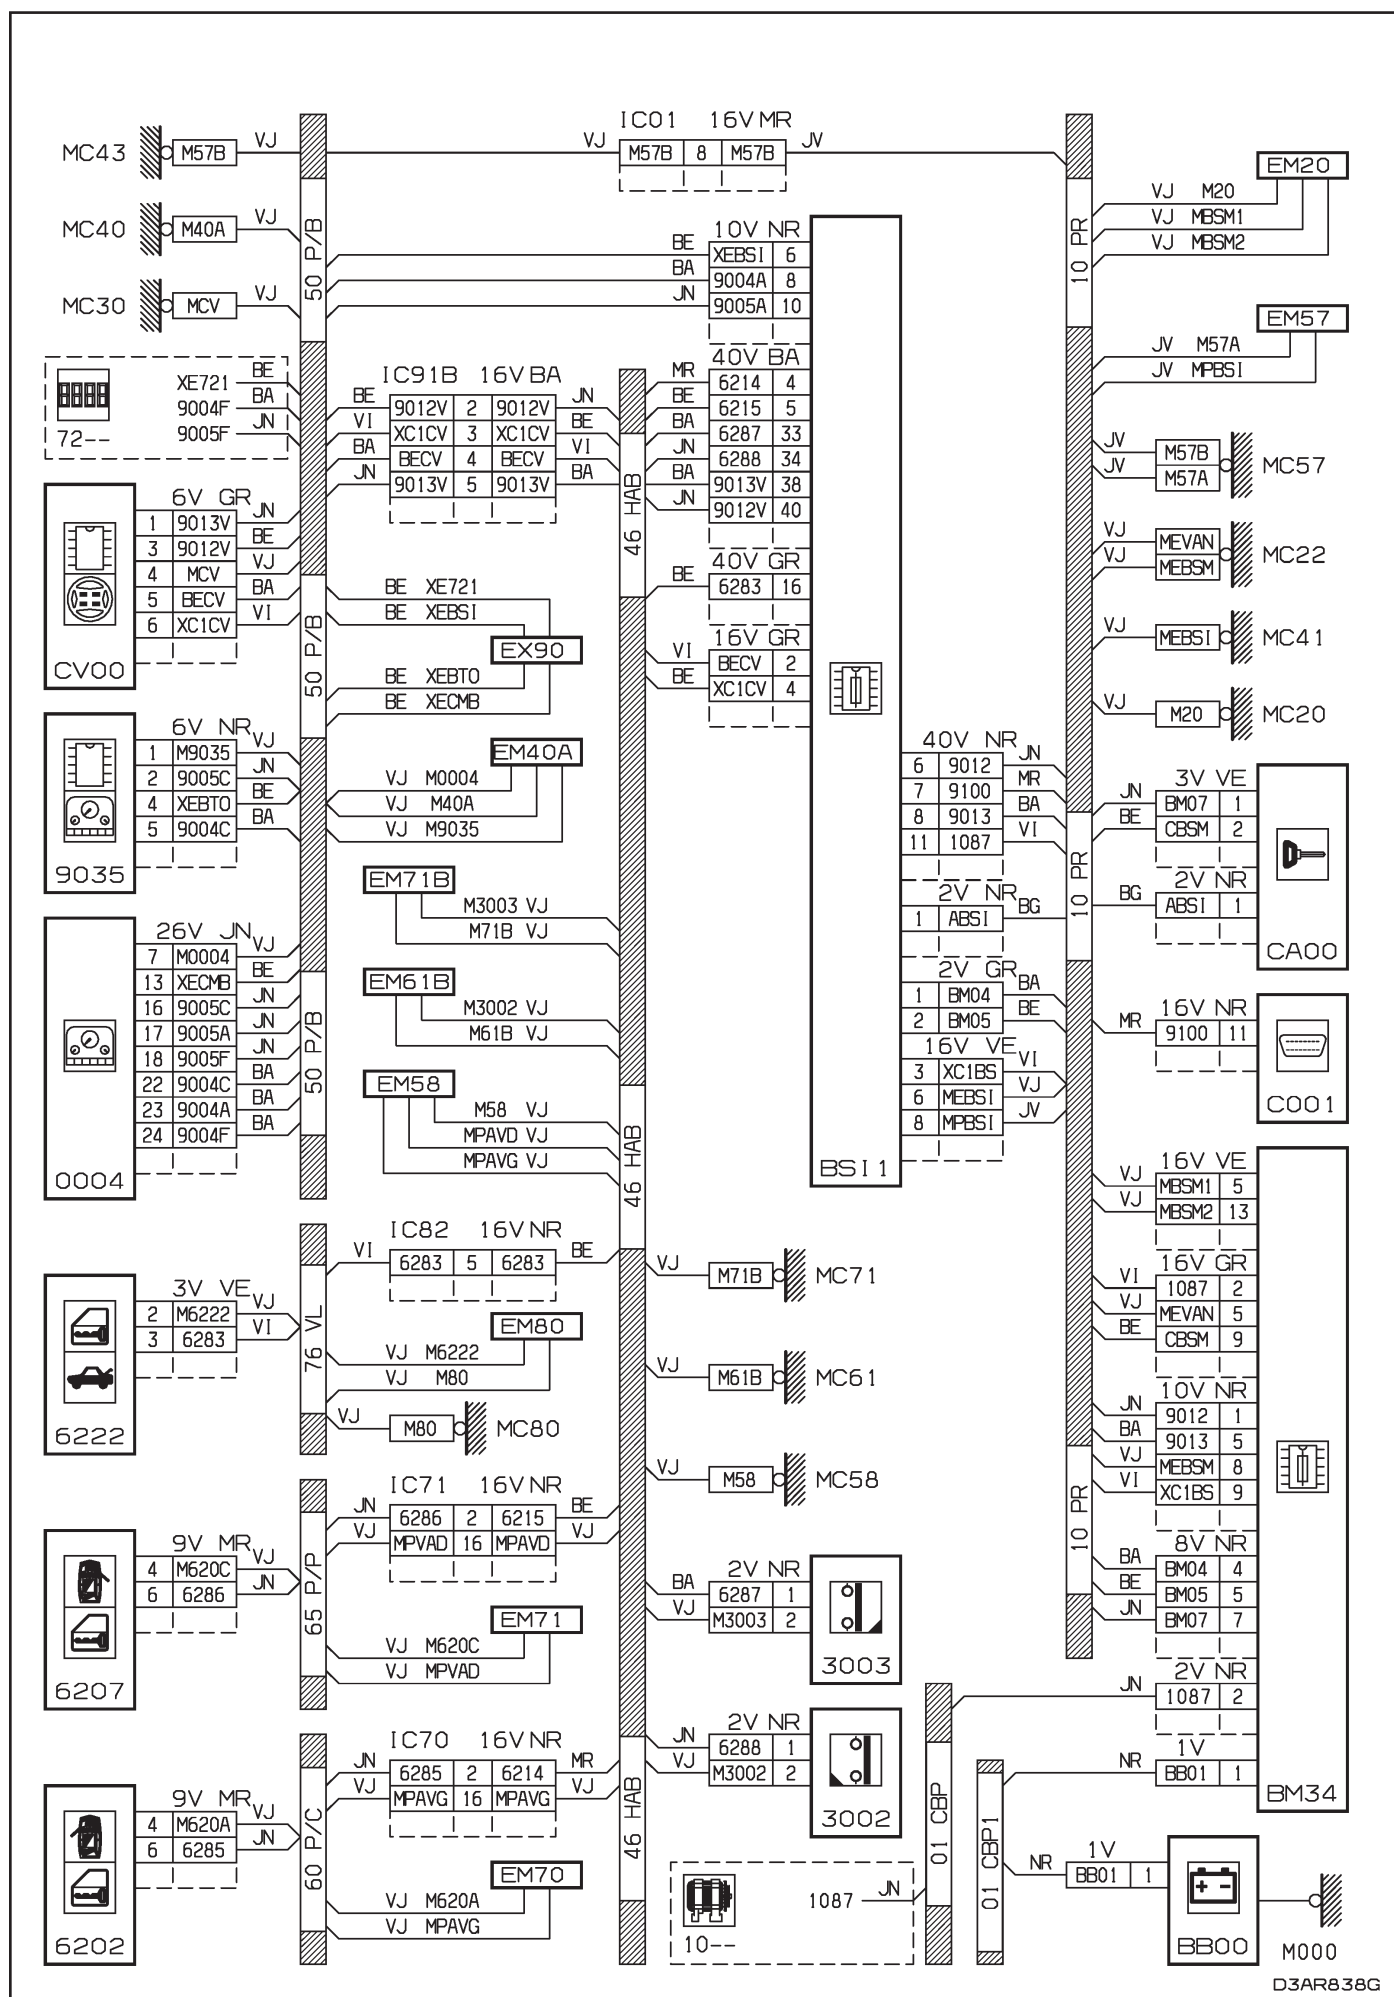 IC01 16V MR
MC43 M57B VJ
VJ M57B 8 M57B JV
MC40 M40A VJ
MC30 MCV VJ
50 P/B
XE721 BE
9004F BA
9005F JN
72--
IC91B 16V BA
BE 9012V 2 9012V JN
VI XC1CV 3 XC1CV BE
BA BECV 4 BECV VI
JN 9013V 5 9013V BA
6V GR
1 9013V JN
3 9012V BE
4 MCV VJ
5 BECV BA
6 XC1CV VI
CV00
50 P/B
BE XE721
BE XEBSI
EX90
BE XEBTO
BE XECMB
6V NR
1 M9035 VJ
2 9005C JN
4 XEBTO BE
5 9004C BA
9035
EM40A
VJ M0004
VJ M40A
VJ M9035
26V JN
7 M0004 VJ
13 XECMB BE
16 9005C JN
17 9005A JN
18 9005F JN
22 9004C BA
23 9004A BA
24 9004F BA
0004
50 P/B
EM71B
M3003 VJ
M71B VJ
EM61B
M3002 VJ
M61B VJ
EM58
M58 VJ
MPAVD VJ
MPAVG VJ
3V VE
2 M6222 VJ
3 6283 VI
6222
76 VL
IC82 16V NR
VI 6283 5 6283 BE
EM80
VJ M6222
VJ M80
VJ M80 MC80
9V MR
4 M620C VJ
6 6286 JN
6207
65 P/P
IC71 16V NR
JN 6286 2 6215 BE
VJ MPVAD 16 MPAVD VJ
EM71
VJ M620C
VJ MPVAD
9V MR
4 M620A VJ
6 6285 JN
6202
60 P/C
IC70 16V NR
JN 6285 2 6214 MR
VJ MPAVG 16 MPAVG VJ
EM70
VJ M620A
VJ MPAVG
46 HAB
46 HAB
46 HAB
10V NR
BE XEBSI 6
BA 9004A 8
JN 9005A 10
40V BA
MR 6214 4
BE 6215 5
BA 6287 33
JN 6288 34
BA 9013V 38
JN 9012V 40
40V GR
BE 6283 16
16V GR
VI BECV 2
BE XC1CV 4
40V NR
6 9012 JN
7 9100 MR
8 9013 BA
11 1087 VI
2V NR
1 ABSI BG
2V GR
1 BM04 BA
2 BM05 BE
16V VE
3 XC1BS VI
6 MEBSI VJ
8 MPBSI JV
BSI1
VJ M71B MC71
VJ M61B MC61
VJ M58 MC58
2V NR
BA 6287 1
VJ M3003 2
3003
2V NR
JN 6288 1
VJ M3002 2
3002
1087 JN
10--
01 CBP
01 CBP1
10 PR
EM20
VJ M20
VJ MBSM1
VJ MBSM2
EM57
JV M57A
JV MPBSI
JV M57B
JV M57A
MC57
VJ MEVAN
VJ MEBSM
MC22
VJ MEBSI MC41
VJ M20 MC20
10 PR
3V VE
JN BM07 1
BE CBSM 2
2V NR
BG ABSI 1
CA00
16V NR
MR 9100 11
C001
16V VE
VJ MBSM1 5
VJ MBSM2 13
16V GR
VI 1087 2
VJ MEVAN 5
BE CBSM 9
10V NR
JN 9012 1
BA 9013 5
VJ MEBSM 8
VI XC1BS 9
10 PR
8V NR
BA BM04 4
BE BM05 5
JN BM07 7
2V NR
JN 1087 2
1V
NR BB01 1
BM34
1V
NR BB01 1
+ -
BB00
M000
D3AR838G